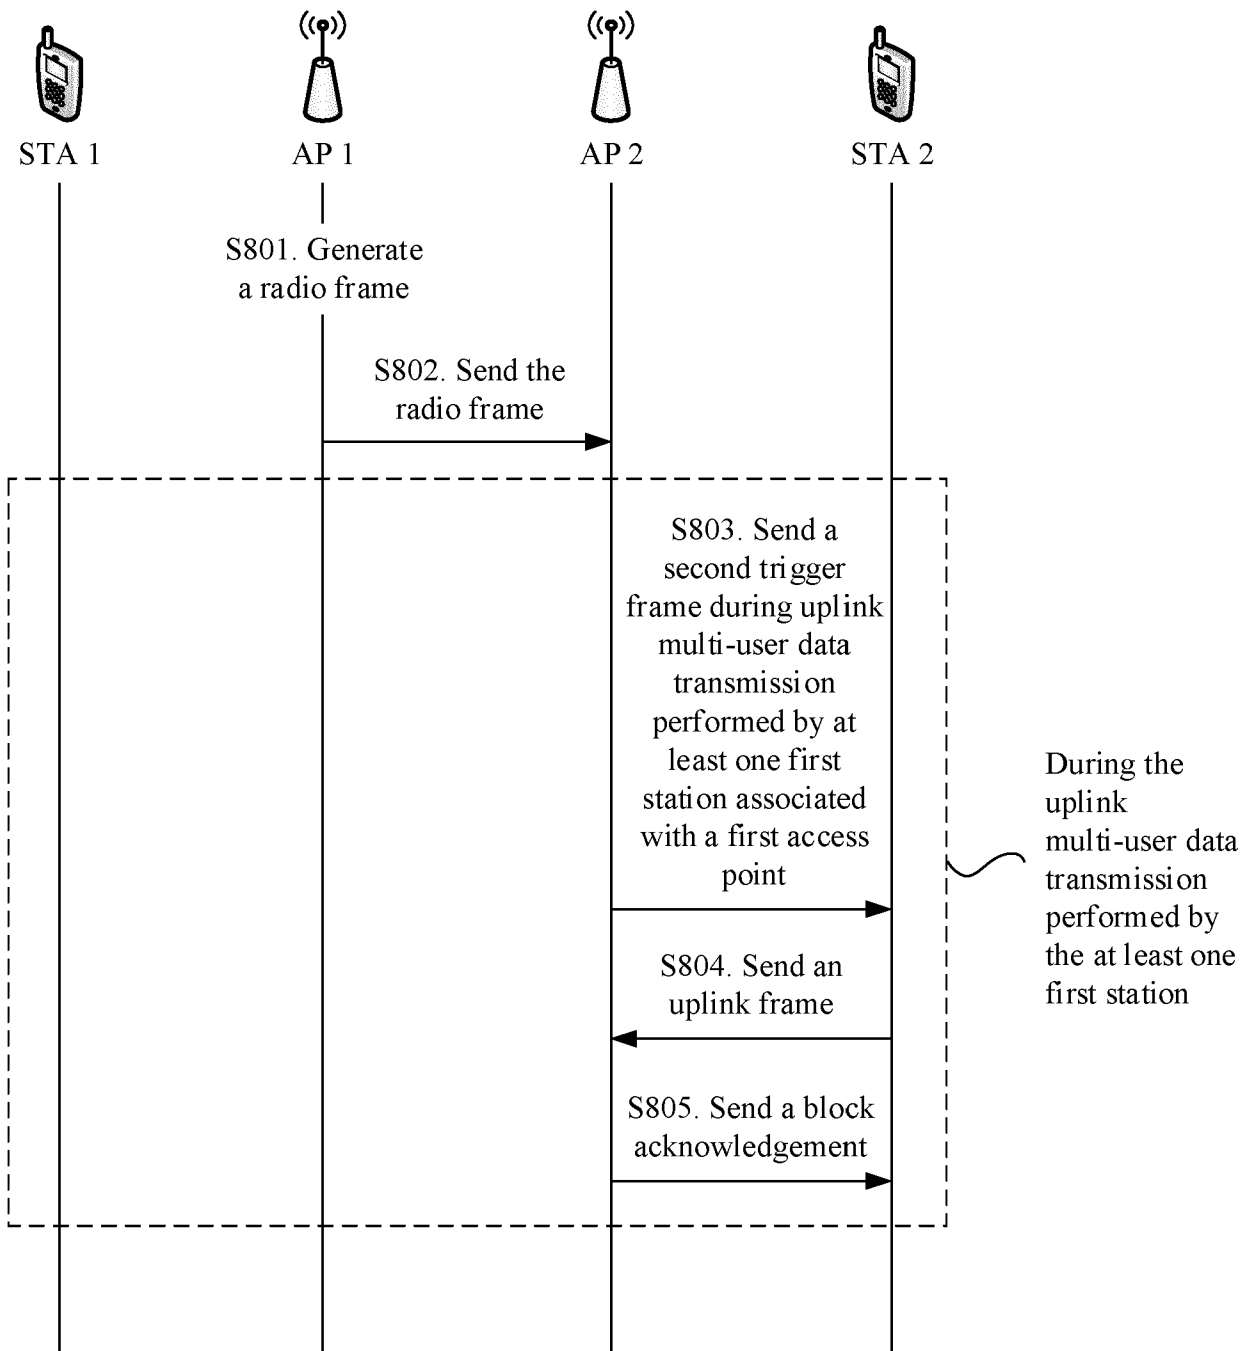 STA 1
AP 1
AP 2
STA 2
S801. Generate
a radio frame
S802. Send the
radio frame
S803. Send a
second trigger
frame during uplink
multi-user data
transmission
performed by at
least one first
station associated
with a first access
point
During the
uplink
multi-user data
transmission
performed by
the at least one
first station
S804. Send an
uplink frame
S805. Send a block
acknowledgement